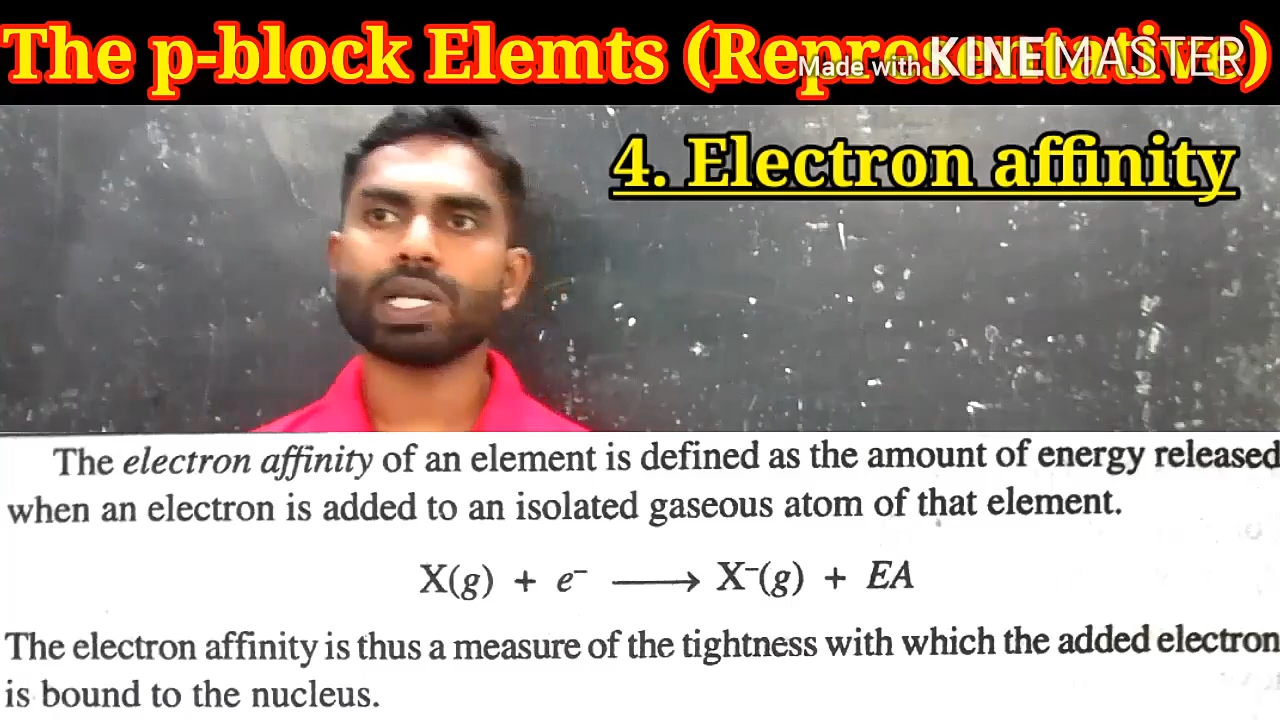 The p-block Elemts (Representative)
Made with KINEMASTER
4. Electron affinity
The electron affinity of an element is defined as the amount of energy released
when an electron is added to an isolated gaseous atom of that element.
X(g) + e⁻ ⟶ X⁻(g) + EA
The electron affinity is thus a measure of the tightness with which the added electron
is bound to the nucleus.